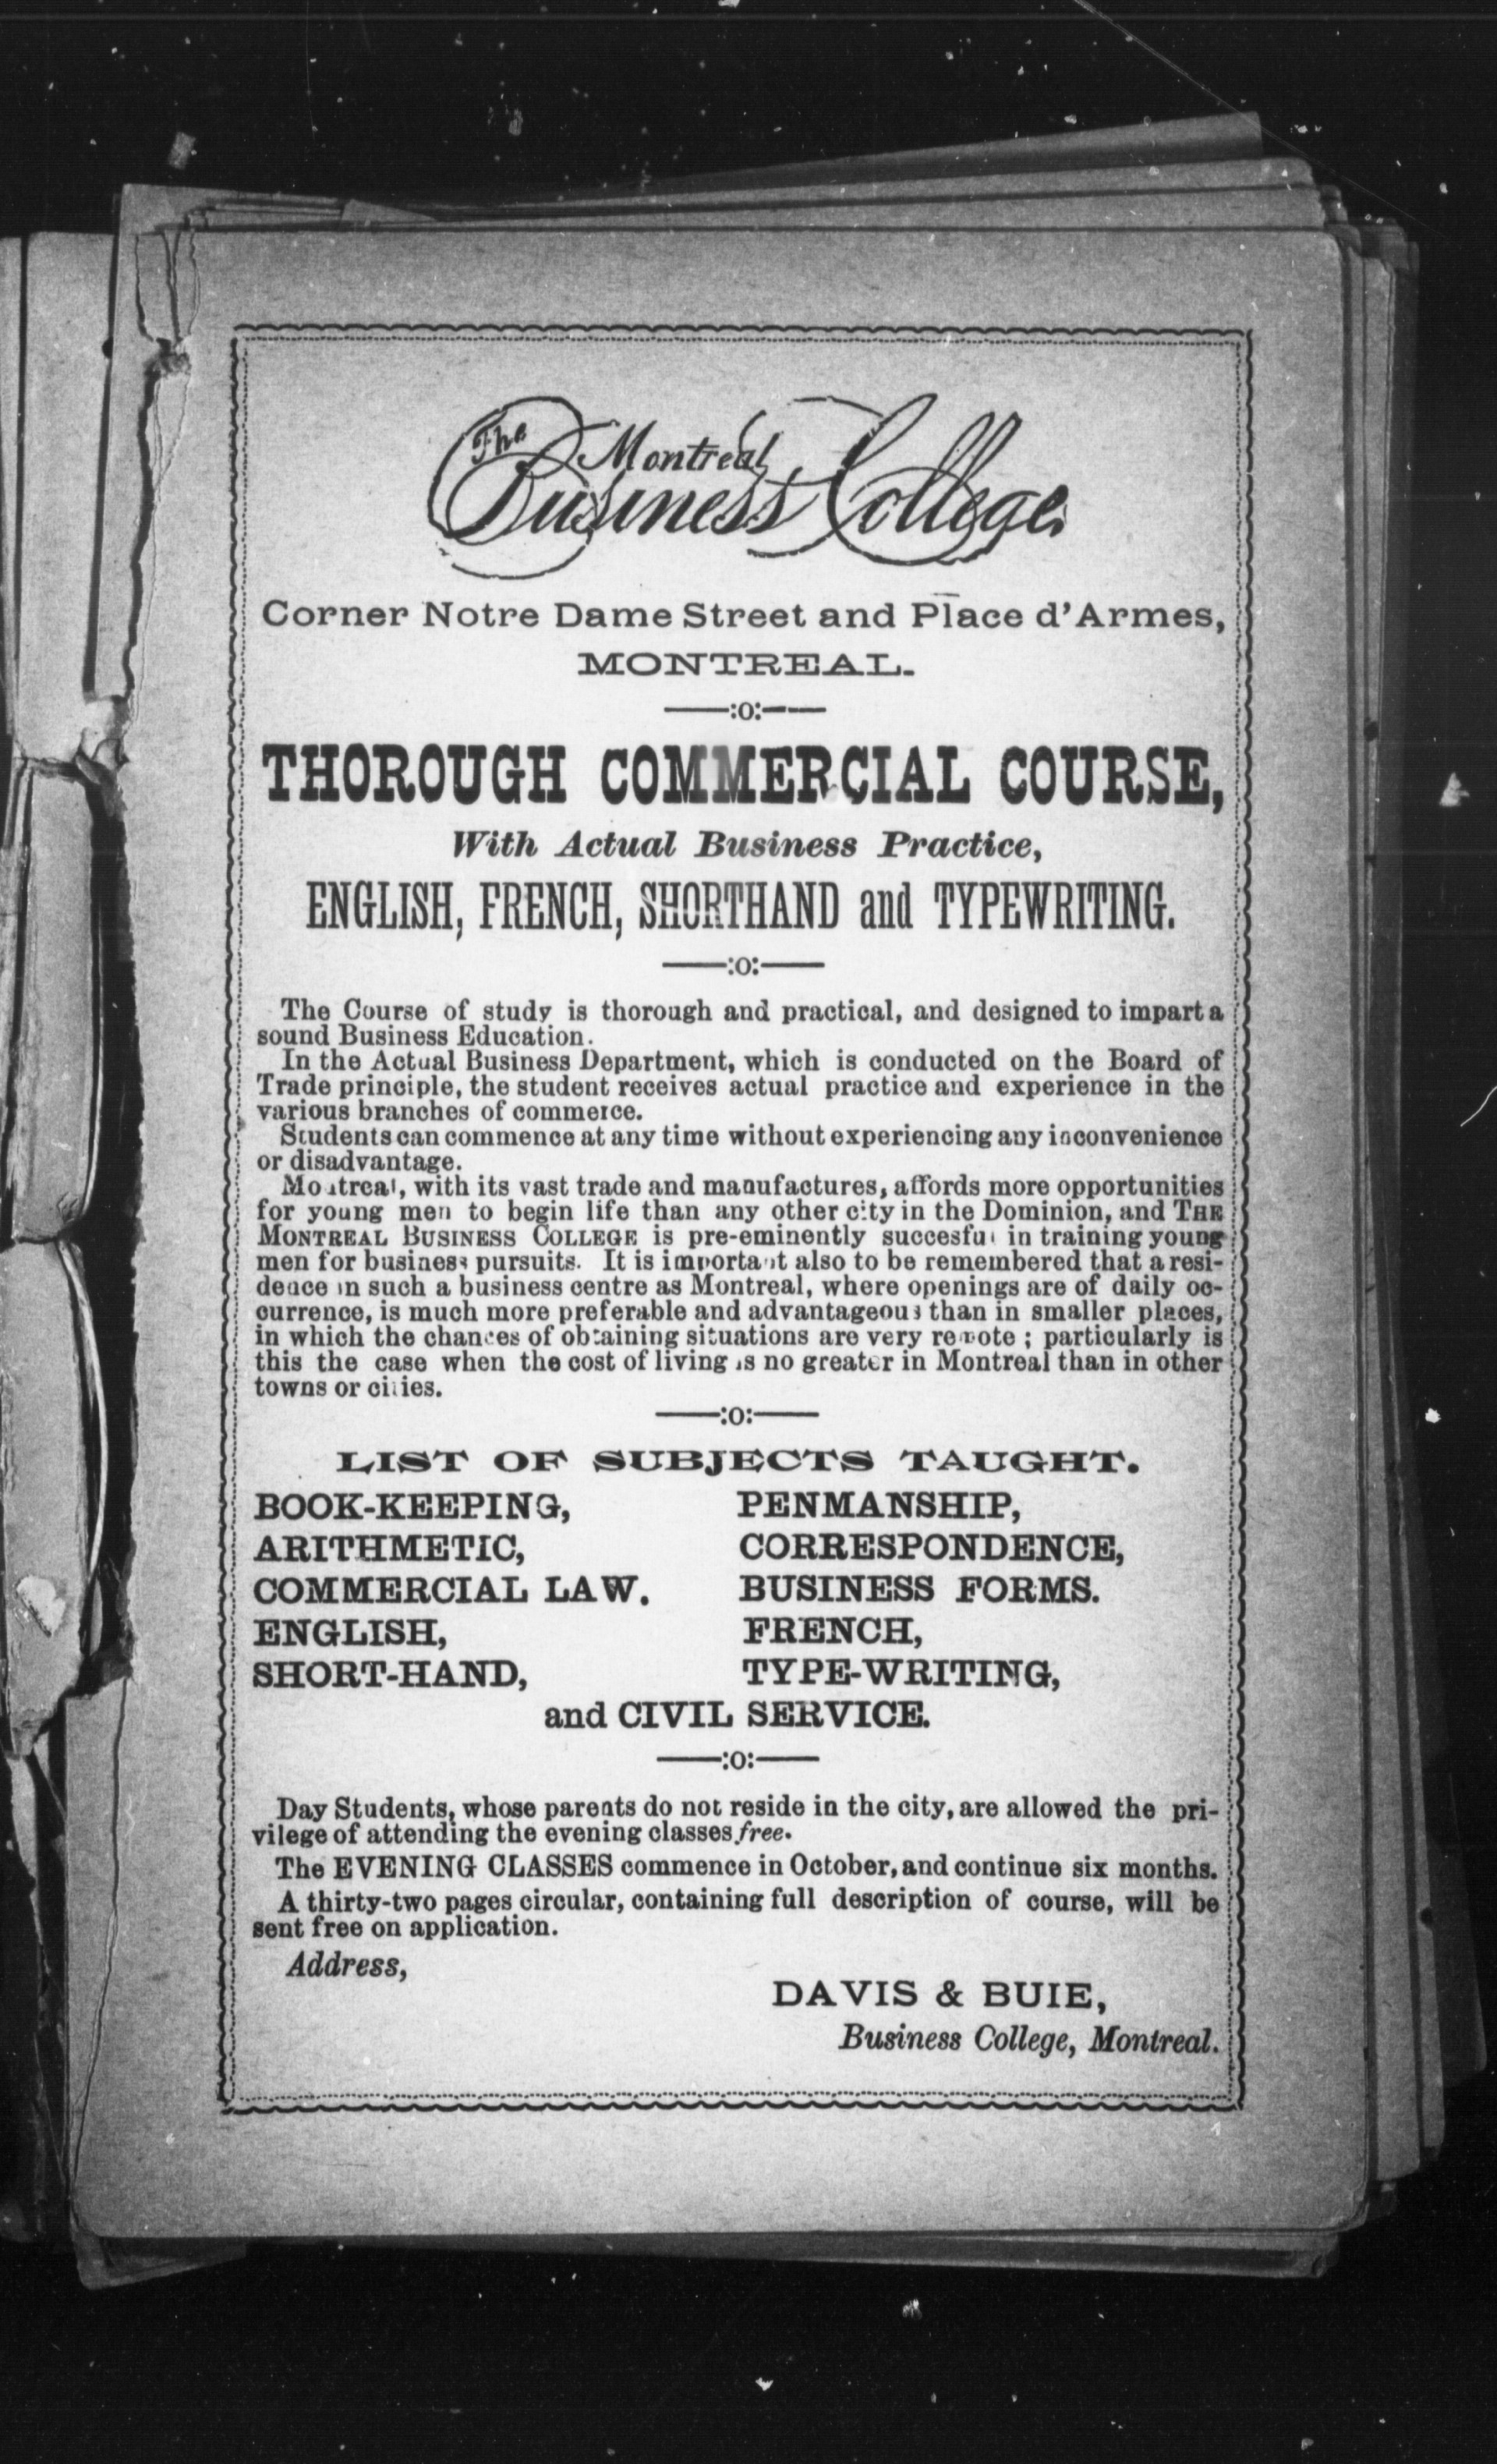 The Montreal
Business College,
Corner Notre Dame Street and Place d'Armes,
MONTREAL.
——:o:——
THOROUGH COMMERCIAL COURSE,
With Actual Business Practice,
ENGLISH, FRENCH, SHORTHAND and TYPEWRITING.
——:o:——
The Course of study is thorough and practical, and designed to impart a
sound Business Education.
In the Actual Business Department, which is conducted on the Board of
Trade principle, the student receives actual practice and experience in the
various branches of commerce.
Students can commence at any time without experiencing any inconvenience
or disadvantage.
Montreal, with its vast trade and manufactures, affords more opportunities
for young men to begin life than any other city in the Dominion, and THE
MONTREAL BUSINESS COLLEGE is pre-eminently succesful in training young
men for business pursuits. It is important also to be remembered that a resi-
dence in such a business centre as Montreal, where openings are of daily oc-
currence, is much more preferable and advantageous than in smaller places,
in which the chances of obtaining situations are very remote ; particularly is
this the case when the cost of living is no greater in Montreal than in other
towns or cities.
——:o:——
LIST OF SUBJECTS TAUGHT.
BOOK-KEEPING, PENMANSHIP,
ARITHMETIC, CORRESPONDENCE,
COMMERCIAL LAW. BUSINESS FORMS.
ENGLISH, FRENCH,
SHORT-HAND, TYPE-WRITING,
and CIVIL SERVICE.
——:o:——
Day Students, whose parents do not reside in the city, are allowed the pri-
vilege of attending the evening classes free.
The EVENING CLASSES commence in October, and continue six months.
A thirty-two pages circular, containing full description of course, will be
sent free on application.
Address,
DAVIS & BUIE,
Business College, Montreal.